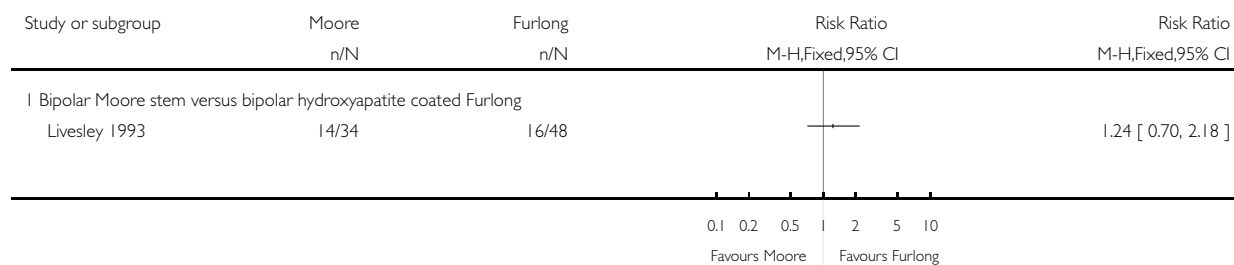 Study or subgroup Moore Furlong Risk Ratio Risk Ratio
n/N n/N M-H,Fixed,95% CI M-H,Fixed,95% CI
1 Bipolar Moore stem versus bipolar hydroxyapatite coated Furlong
Livesley 1993 14/34 16/48 1.24 [ 0.70, 2.18 ]
0.1 0.2 0.5 1 2 5 10
Favours Moore Favours Furlong